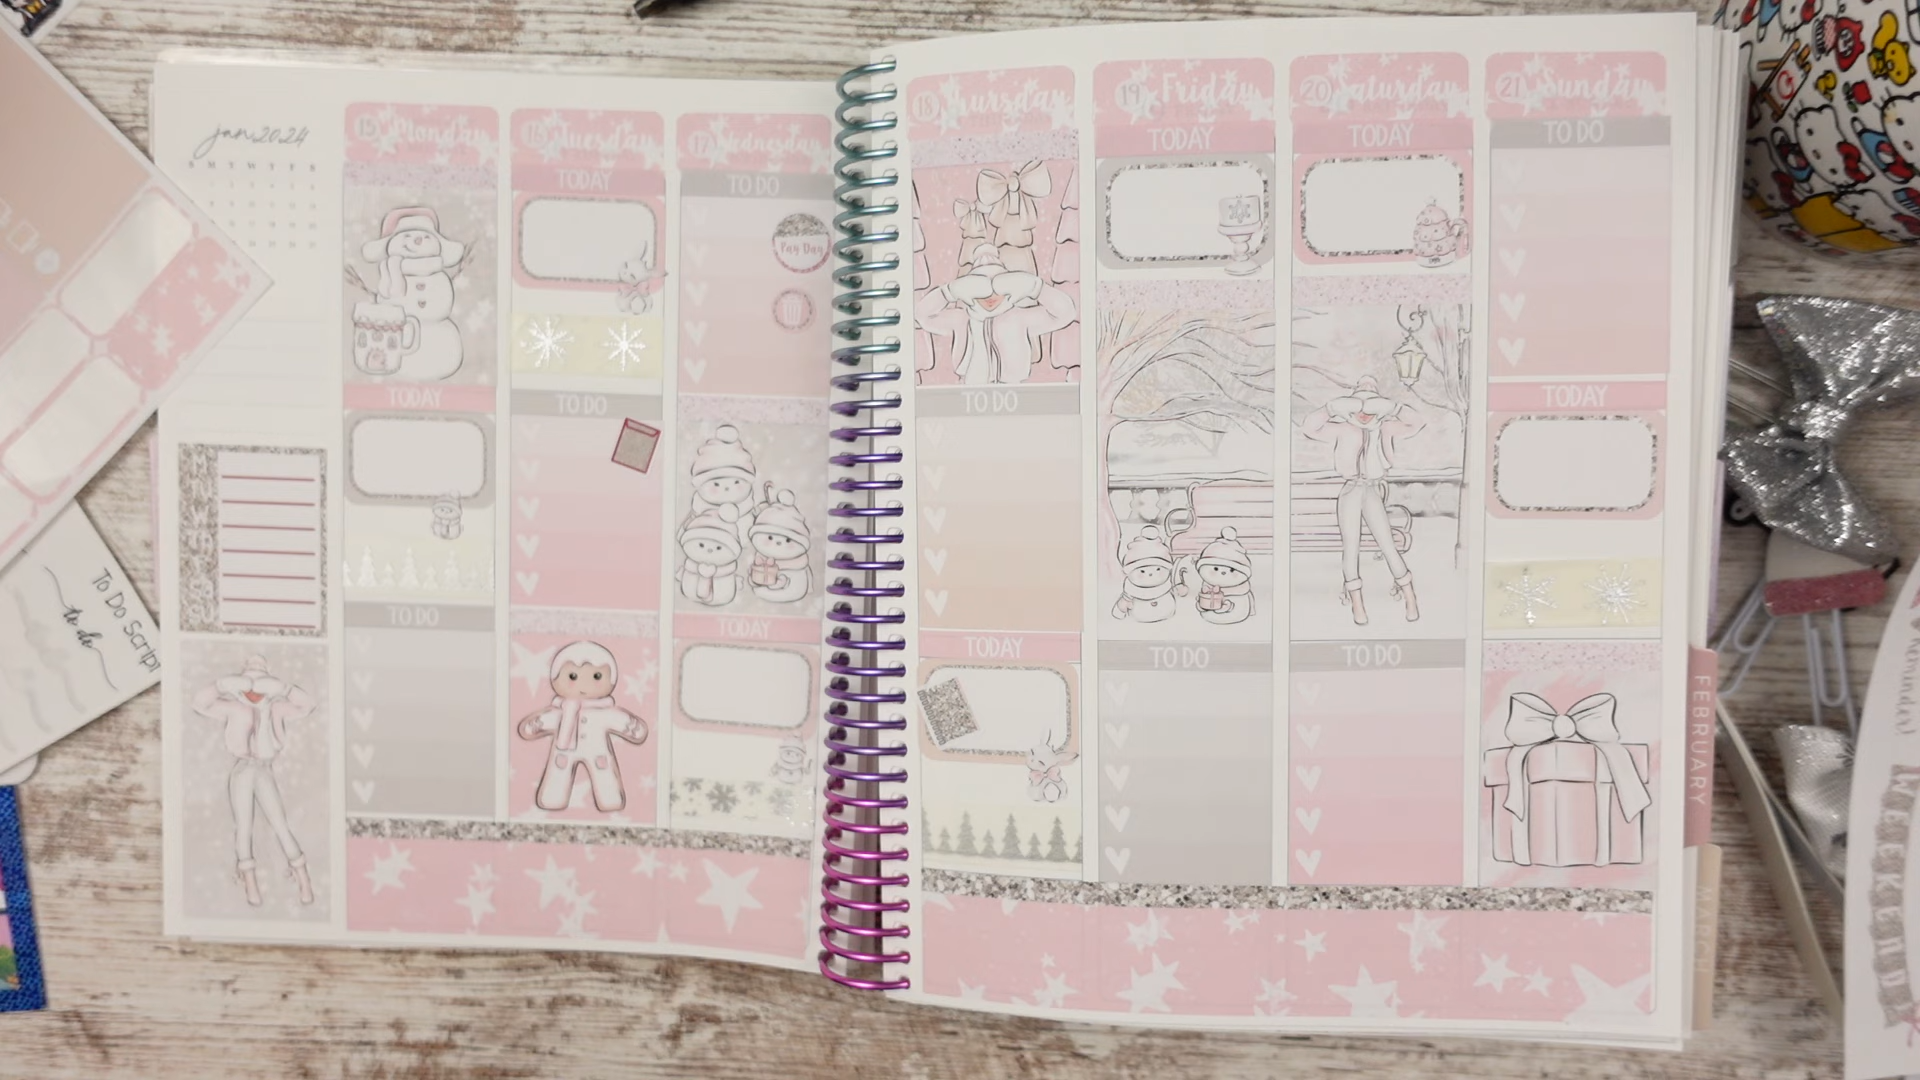 jan. 2024
S M T W T F S
15 Monday
TODAY
TO DO
16 Tuesday
TODAY
TO DO
17 Wednesday
TO DO
Pay Day
TODAY
18 Thursday
TO DO
TODAY
19 Friday
TODAY
TO DO
20 Saturday
TODAY
TO DO
21 Sunday
TO DO
TODAY
FEBRUARY
MARCH
To Do Script
to do
Reminder
WEEKEND